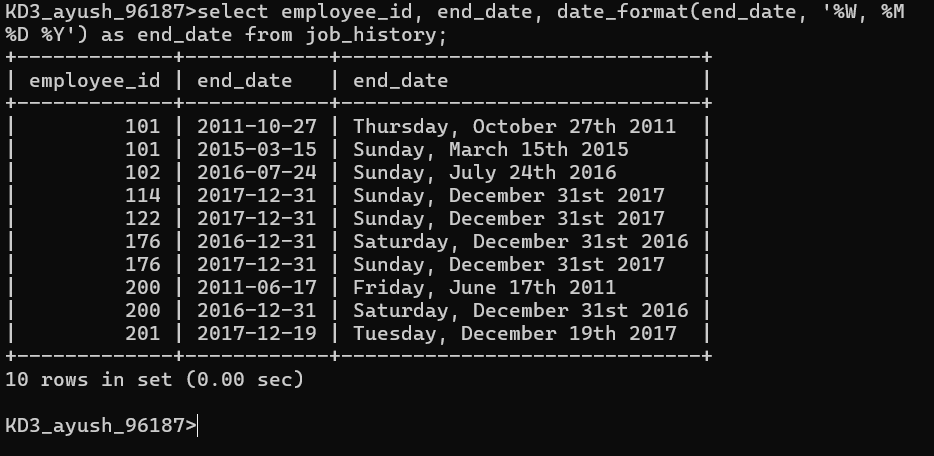 KD3_ayush_96187>select employee_id, end_date, date_format(end_date, '%W, %M
%D %Y') as end_date from job_history;
+-------------+------------+------------------------------+
| employee_id | end_date   | end_date                     |
+-------------+------------+------------------------------+
|         101 | 2011-10-27 | Thursday, October 27th 2011  |
|         101 | 2015-03-15 | Sunday, March 15th 2015      |
|         102 | 2016-07-24 | Sunday, July 24th 2016       |
|         114 | 2017-12-31 | Sunday, December 31st 2017   |
|         122 | 2017-12-31 | Sunday, December 31st 2017   |
|         176 | 2016-12-31 | Saturday, December 31st 2016 |
|         176 | 2017-12-31 | Sunday, December 31st 2017   |
|         200 | 2011-06-17 | Friday, June 17th 2011       |
|         200 | 2016-12-31 | Saturday, December 31st 2016 |
|         201 | 2017-12-19 | Tuesday, December 19th 2017  |
+-------------+------------+------------------------------+
10 rows in set (0.00 sec)
KD3_ayush_96187>